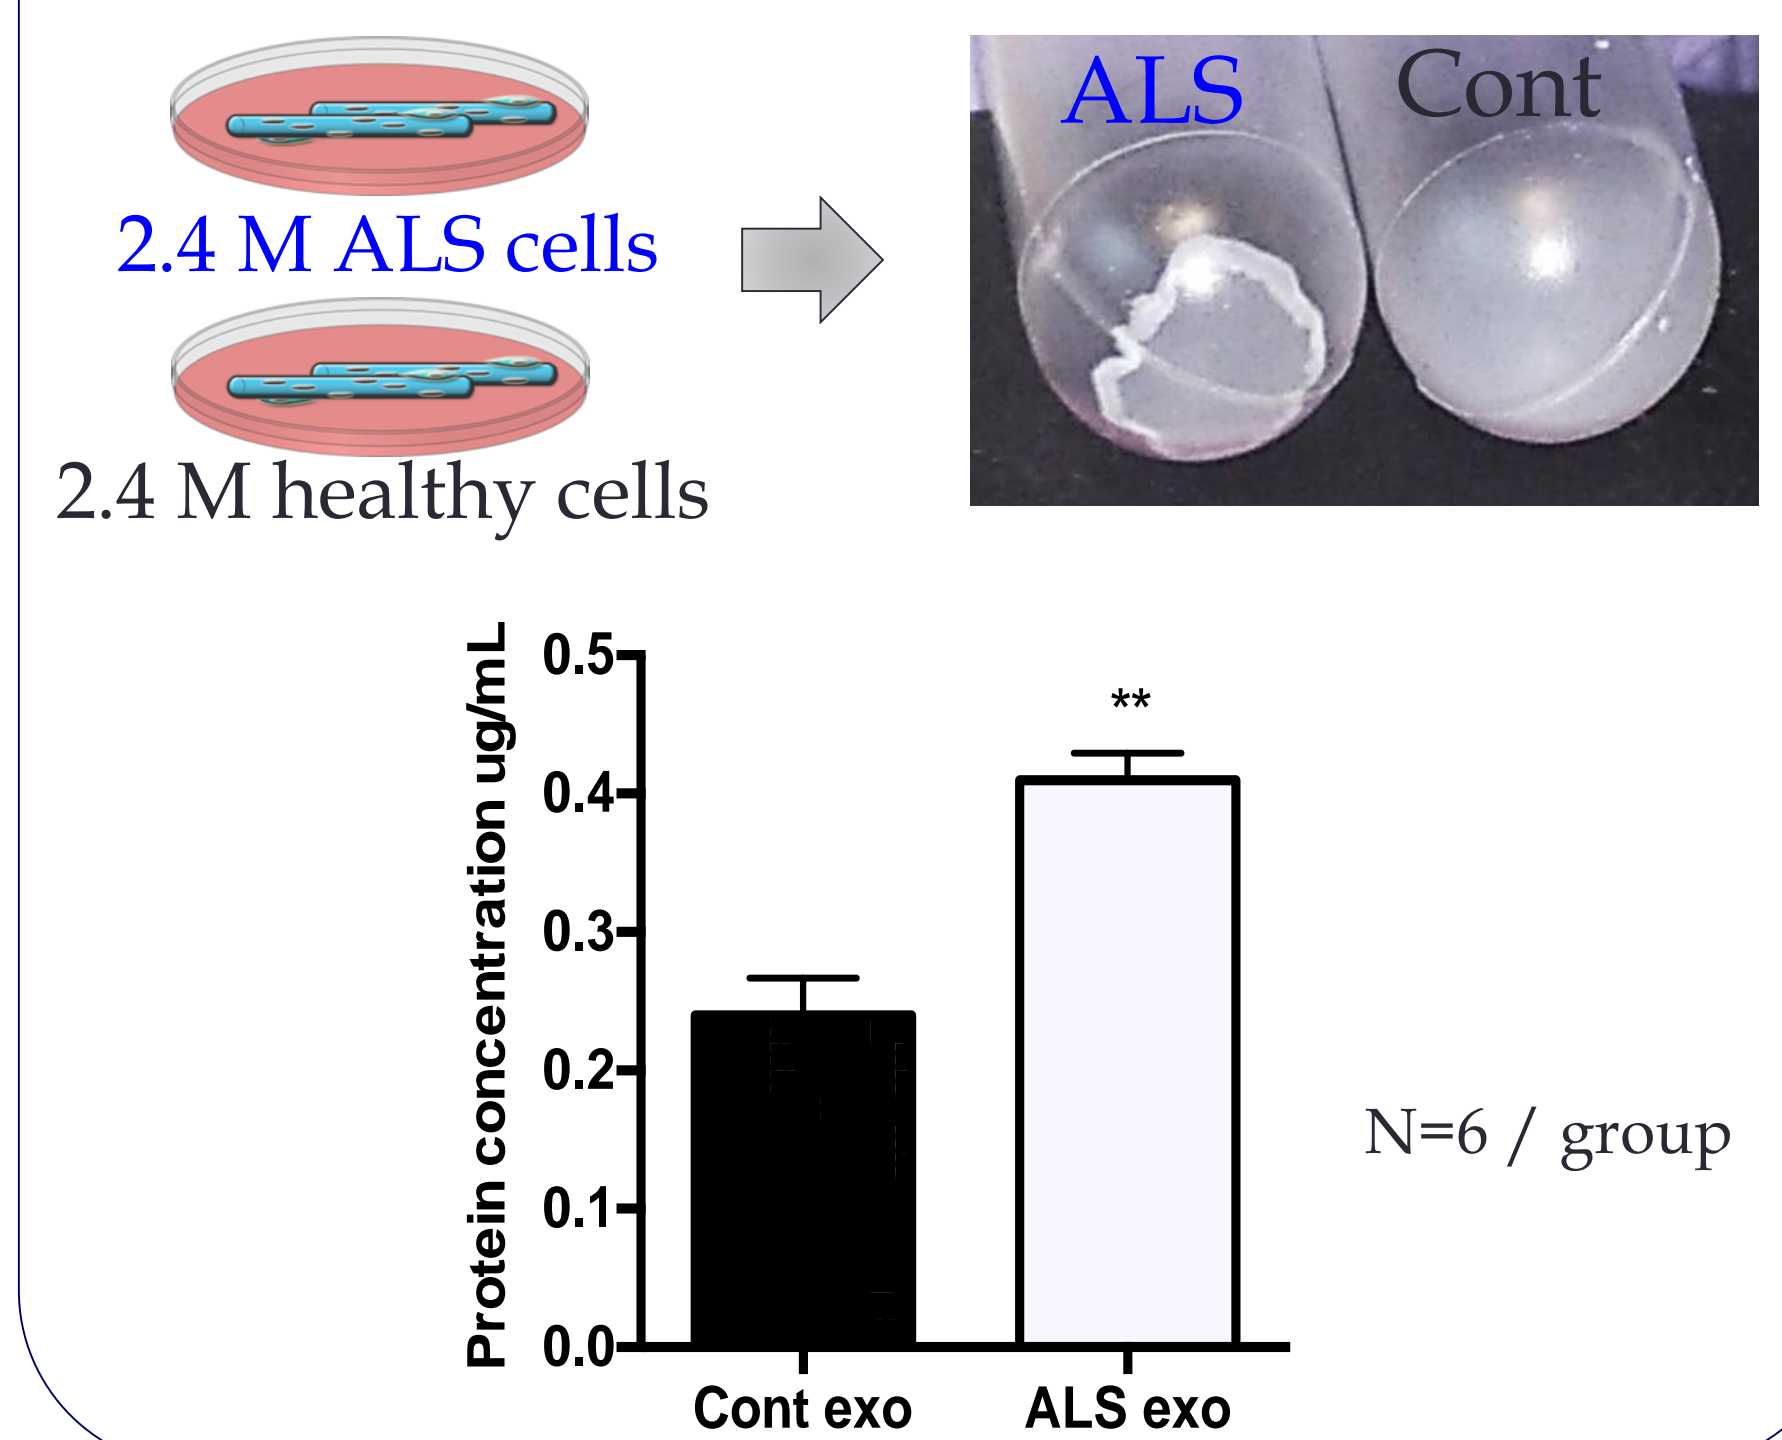 ALS Cont
2.4 M ALS cells
2.4 M healthy cells
Protein concentration ug/mL
0.5
0.4
0.3
0.2
0.1
0.0
**
N=6 / group
Cont exo ALS exo